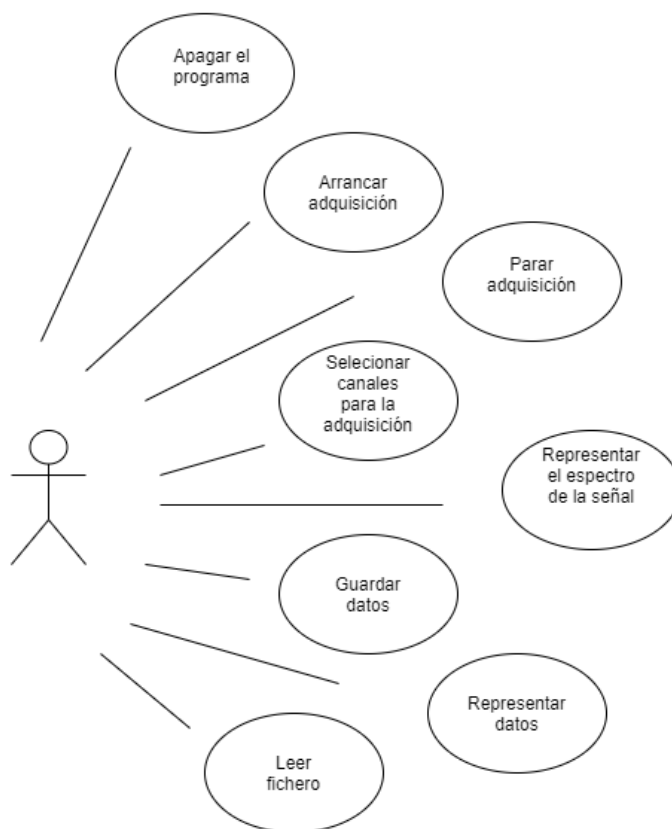 Apagar el
programa
Arrancar
adquisición
Parar
adquisición
Selecionar
canales
para la
adquisición
Representar
el espectro
de la señal
Guardar
datos
Representar
datos
Leer
fichero